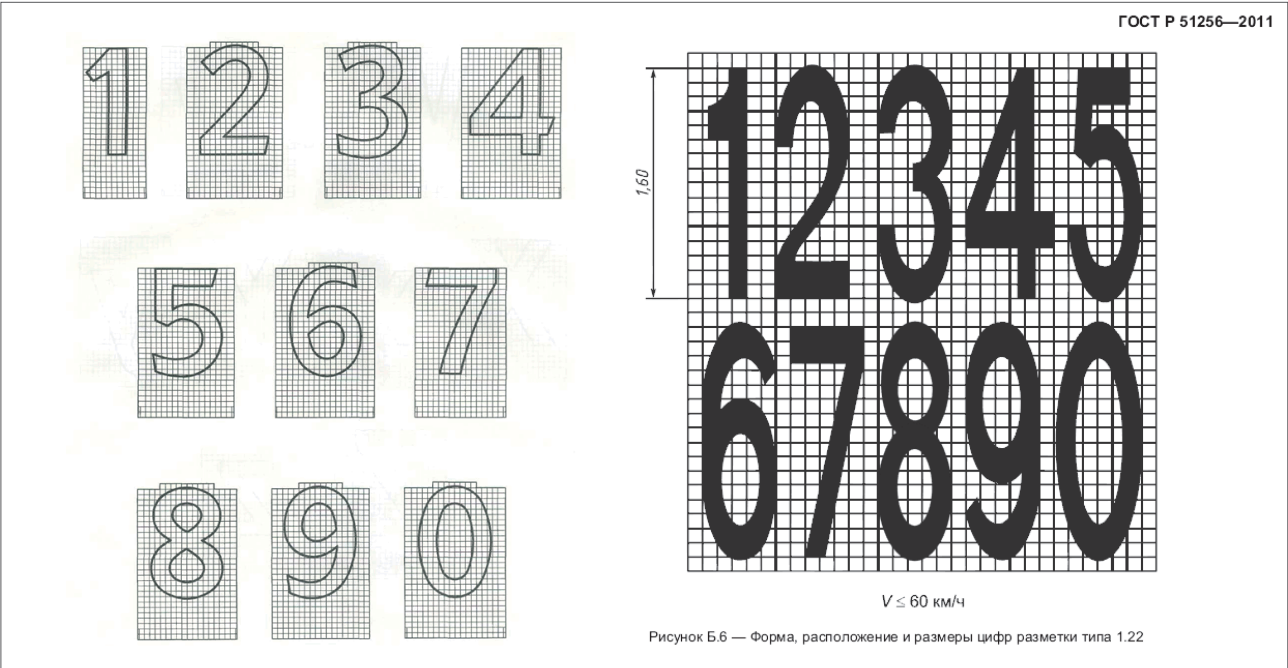 ГОСТ Р 51256—2011
1 2 3 4
5 6 7
8 9 0
1,60
1 2 3 4 5
6 7 8 9 0
V ≤ 60 км/ч
Рисунок Б.6 — Форма, расположение и размеры цифр разметки типа 1.22